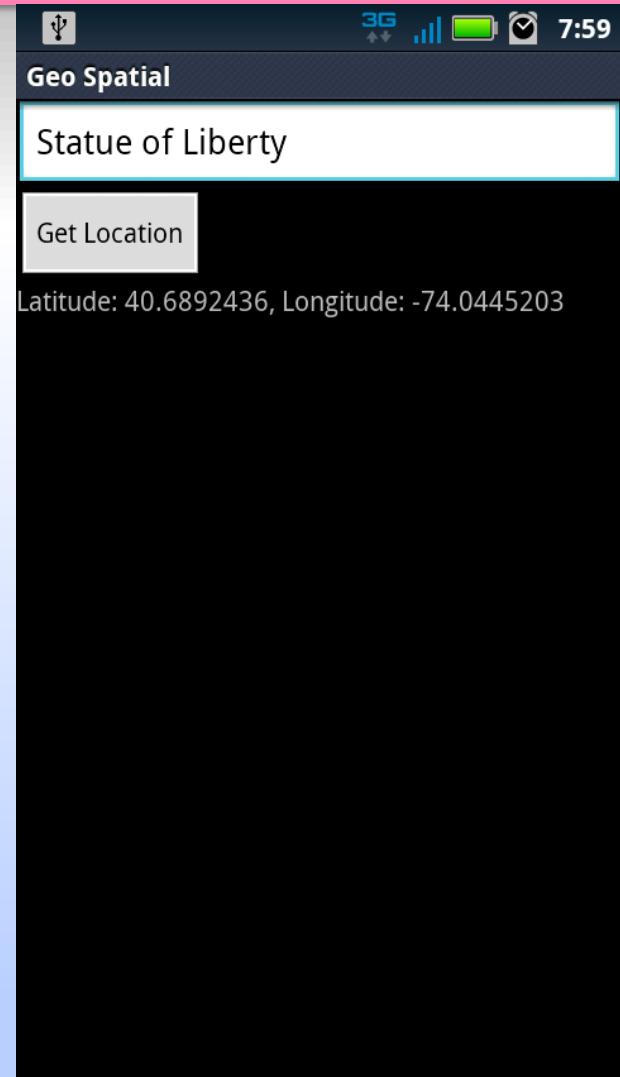 3G 7:59
Geo Spatial
Statue of Liberty
Get Location
Latitude: 40.6892436, Longitude: -74.0445203